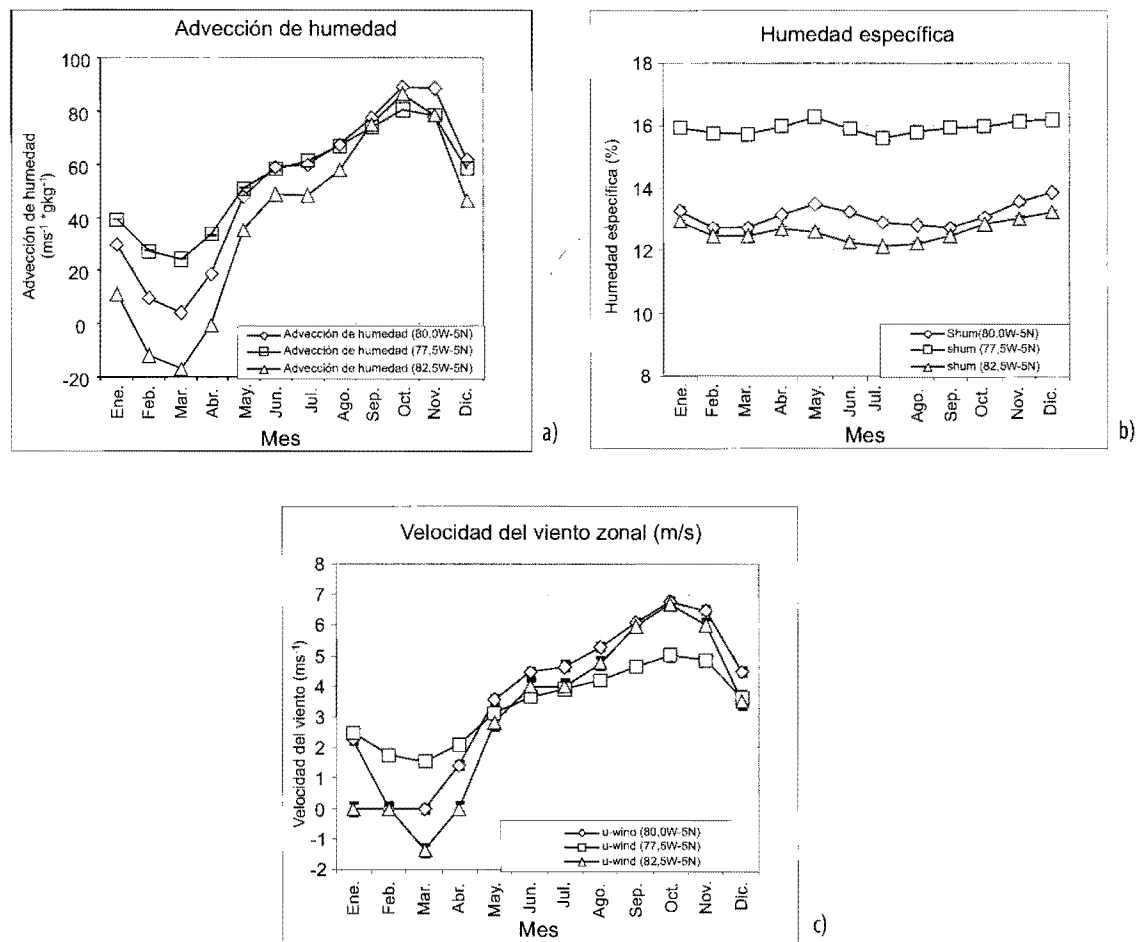 Advección de humedad
Advección de humedad
(ms⁻¹ *gkg⁻¹)
100
80
60
40
20
0
-20
Advección de humedad (80,0W-5N)
Advección de humedad (77,5W-5N)
Advección de humedad (82,5W-5N)
Ene. Feb. Mar. Abr. May. Jun. Jul. Ago. Sep. Oct. Nov. Dic.
Mes
a)
Humedad específica
Humedad específica (%)
18
16
14
12
10
8
Shum(80,0W-5N)
shum (77,5W-5N)
shum (82,5W-5N)
Ene. Feb. Mar. Abr. May. Jun. Jul. Ago. Sep. Oct. Nov. Dic.
Mes
b)
Velocidad del viento zonal (m/s)
Velocidad del viento (ms⁻¹)
8
7
6
5
4
3
2
1
0
-1
-2
u-wind (80,0W-5N)
u-wind (77,5W-5N)
u-wind (82,5W-5N)
Ene. Feb. Mar. Abr. May. Jun. Jul. Ago. Sep. Oct. Nov. Dic.
Mes
c)